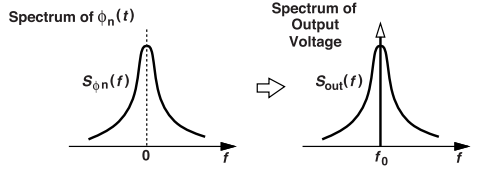 Spectrum of ϕn(t)
Sϕn(f)
0
f
Spectrum of
Output
Voltage
Sout(f)
f0
f